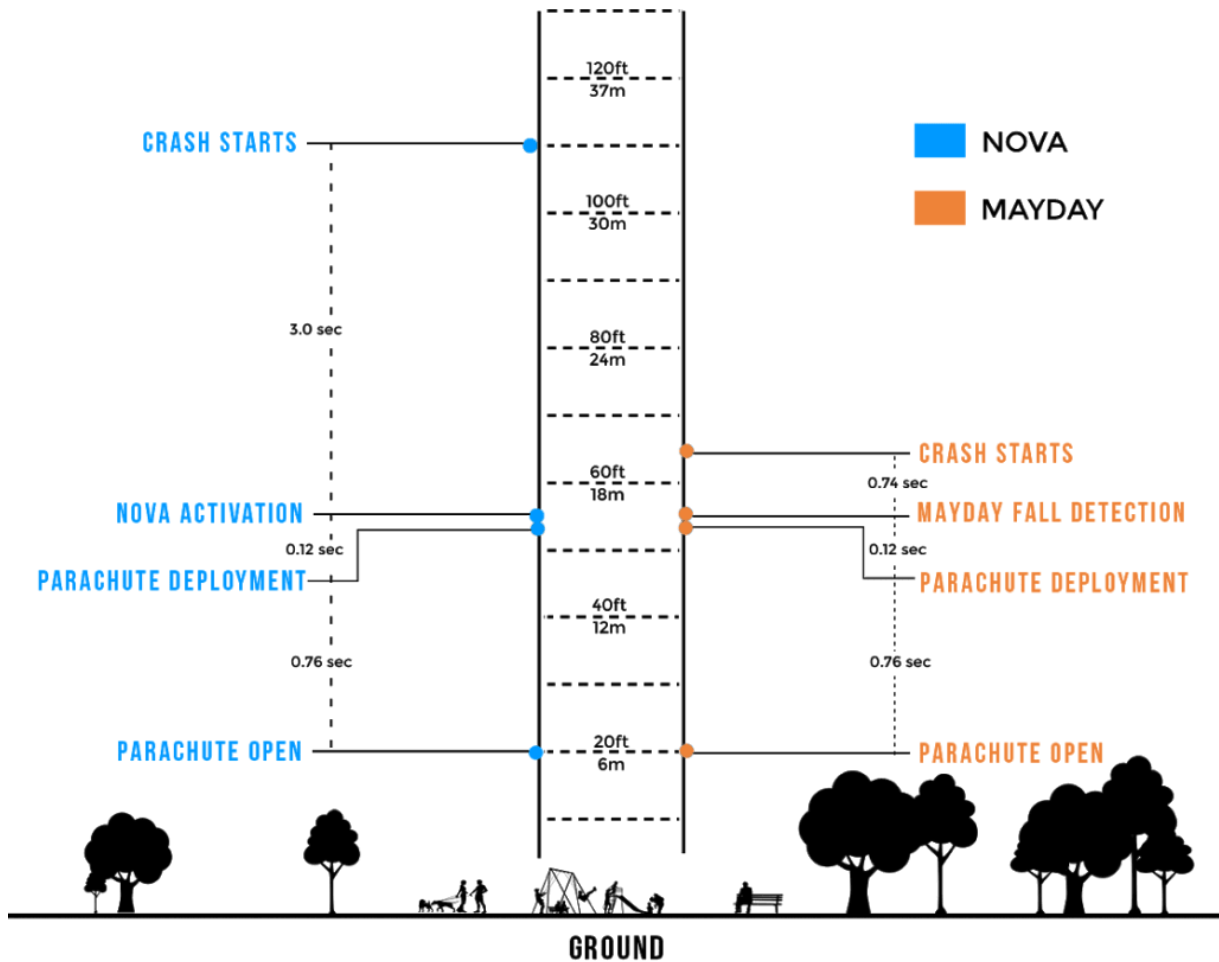 120ft
37m
CRASH STARTS
NOVA
100ft
30m
MAYDAY
3.0 sec
80ft
24m
CRASH STARTS
60ft
18m
0.74 sec
NOVA ACTIVATION
MAYDAY FALL DETECTION
0.12 sec
0.12 sec
PARACHUTE DEPLOYMENT
PARACHUTE DEPLOYMENT
40ft
12m
0.76 sec
0.76 sec
PARACHUTE OPEN
20ft
6m
PARACHUTE OPEN
GROUND